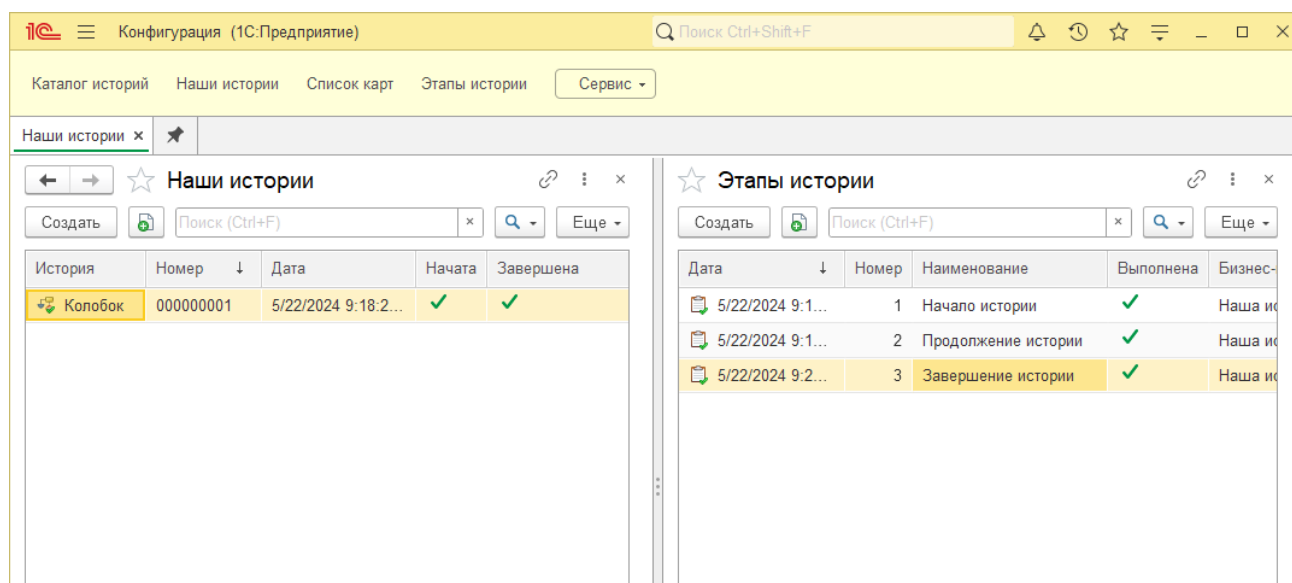 1С Конфигурация (1С:Предприятие) Поиск Ctrl+Shift+F
Каталог историй Наши истории Список карт Этапы истории Сервис
Наши истории
Наши истории
Создать Поиск (Ctrl+F) Еще
История Номер Дата Начата Завершена
Колобок 000000001 5/22/2024 9:18:2...
Этапы истории
Создать Поиск (Ctrl+F) Еще
Дата Номер Наименование Выполнена Бизнес-
5/22/2024 9:1... 1 Начало истории Наша ис
5/22/2024 9:1... 2 Продолжение истории Наша ис
5/22/2024 9:2... 3 Завершение истории Наша ис